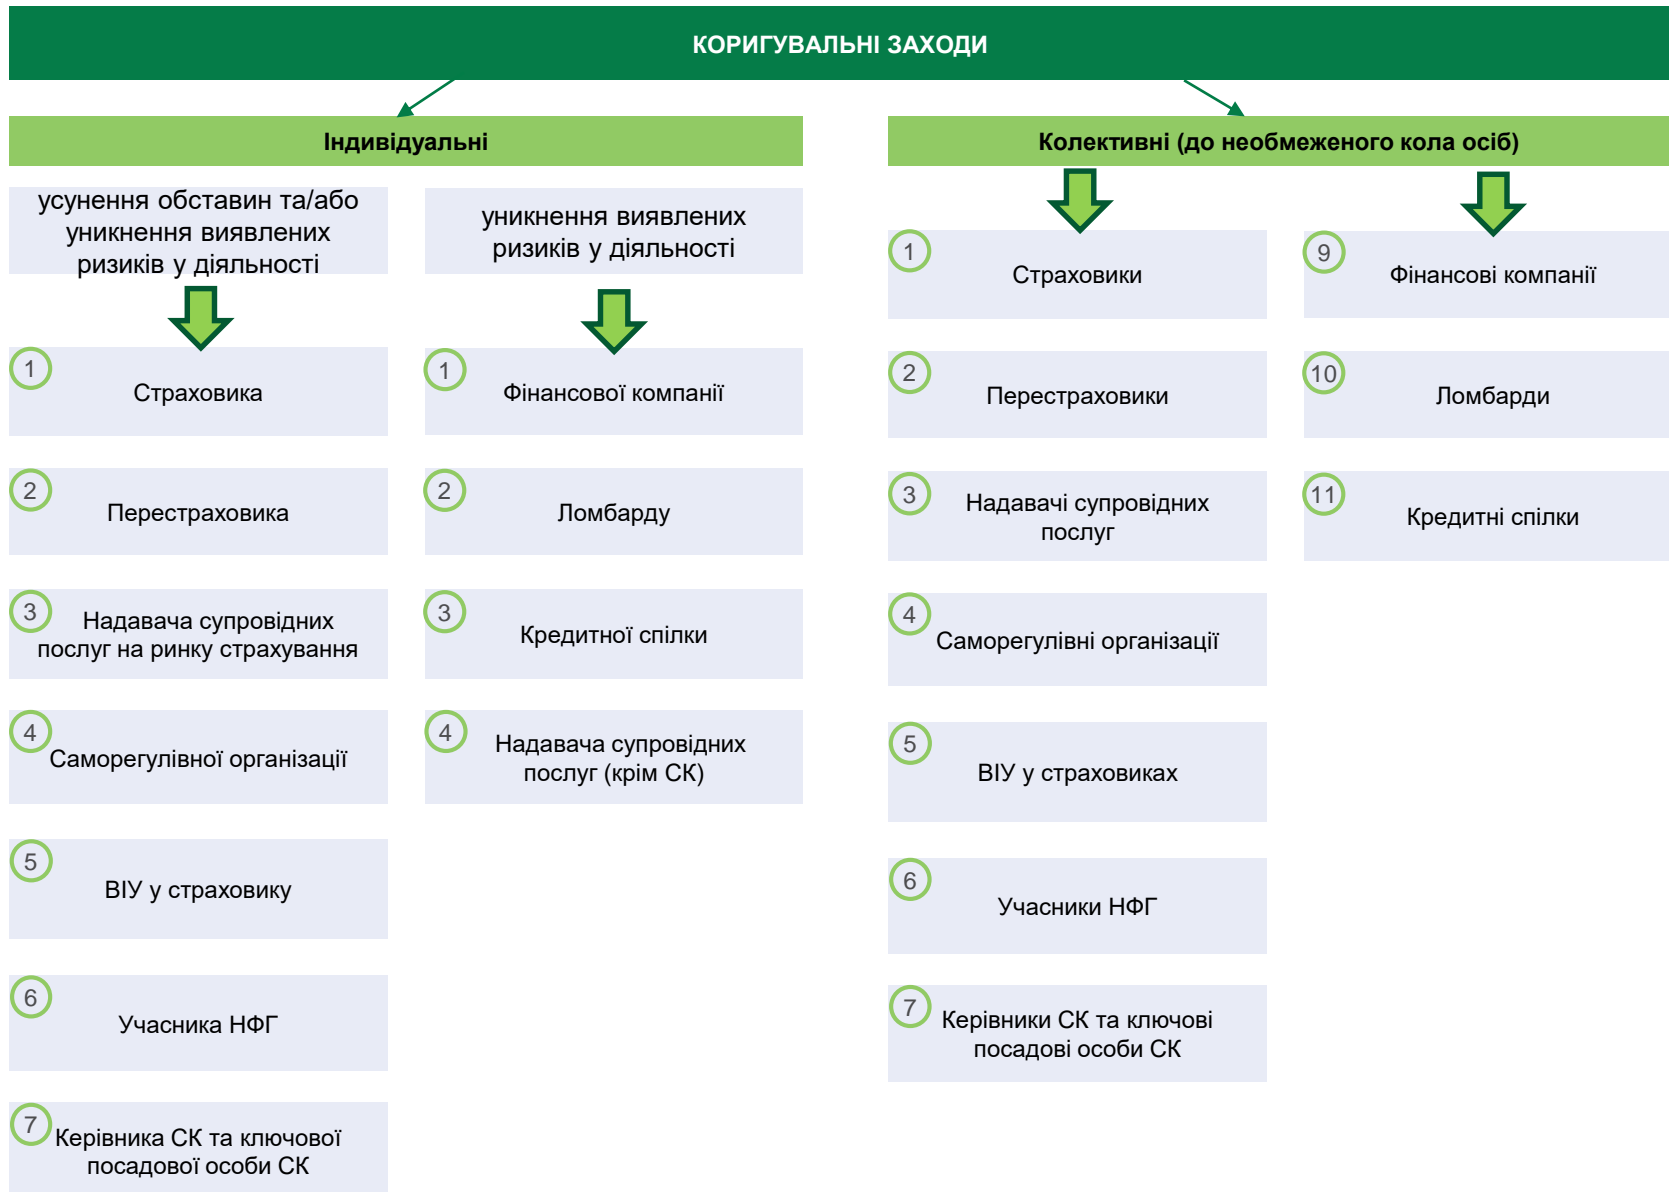 КОРИГУВАЛЬНІ ЗАХОДИ
Індивідуальні
усунення обставин та/або
уникнення виявлених
ризиків у діяльності
1
Страховика
2
Перестраховика
3
Надавача супровідних
послуг на ринку страхування
4
Саморегулівної організації
5
ВІУ у страховику
6
Учасника НФГ
7
Керівника СК та ключової
посадової особи СК
уникнення виявлених
ризиків у діяльності
1
Фінансової компанії
2
Ломбарду
3
Кредитної спілки
4
Надавача супровідних
послуг (крім СК)
Колективні (до необмеженого кола осіб)
1
Страховики
2
Перестраховики
3
Надавачі супровідних
послуг
4
Саморегулівні організації
5
ВІУ у страховиках
6
Учасники НФГ
7
Керівники СК та ключові
посадові особи СК
9
Фінансові компанії
10
Ломбарди
11
Кредитні спілки